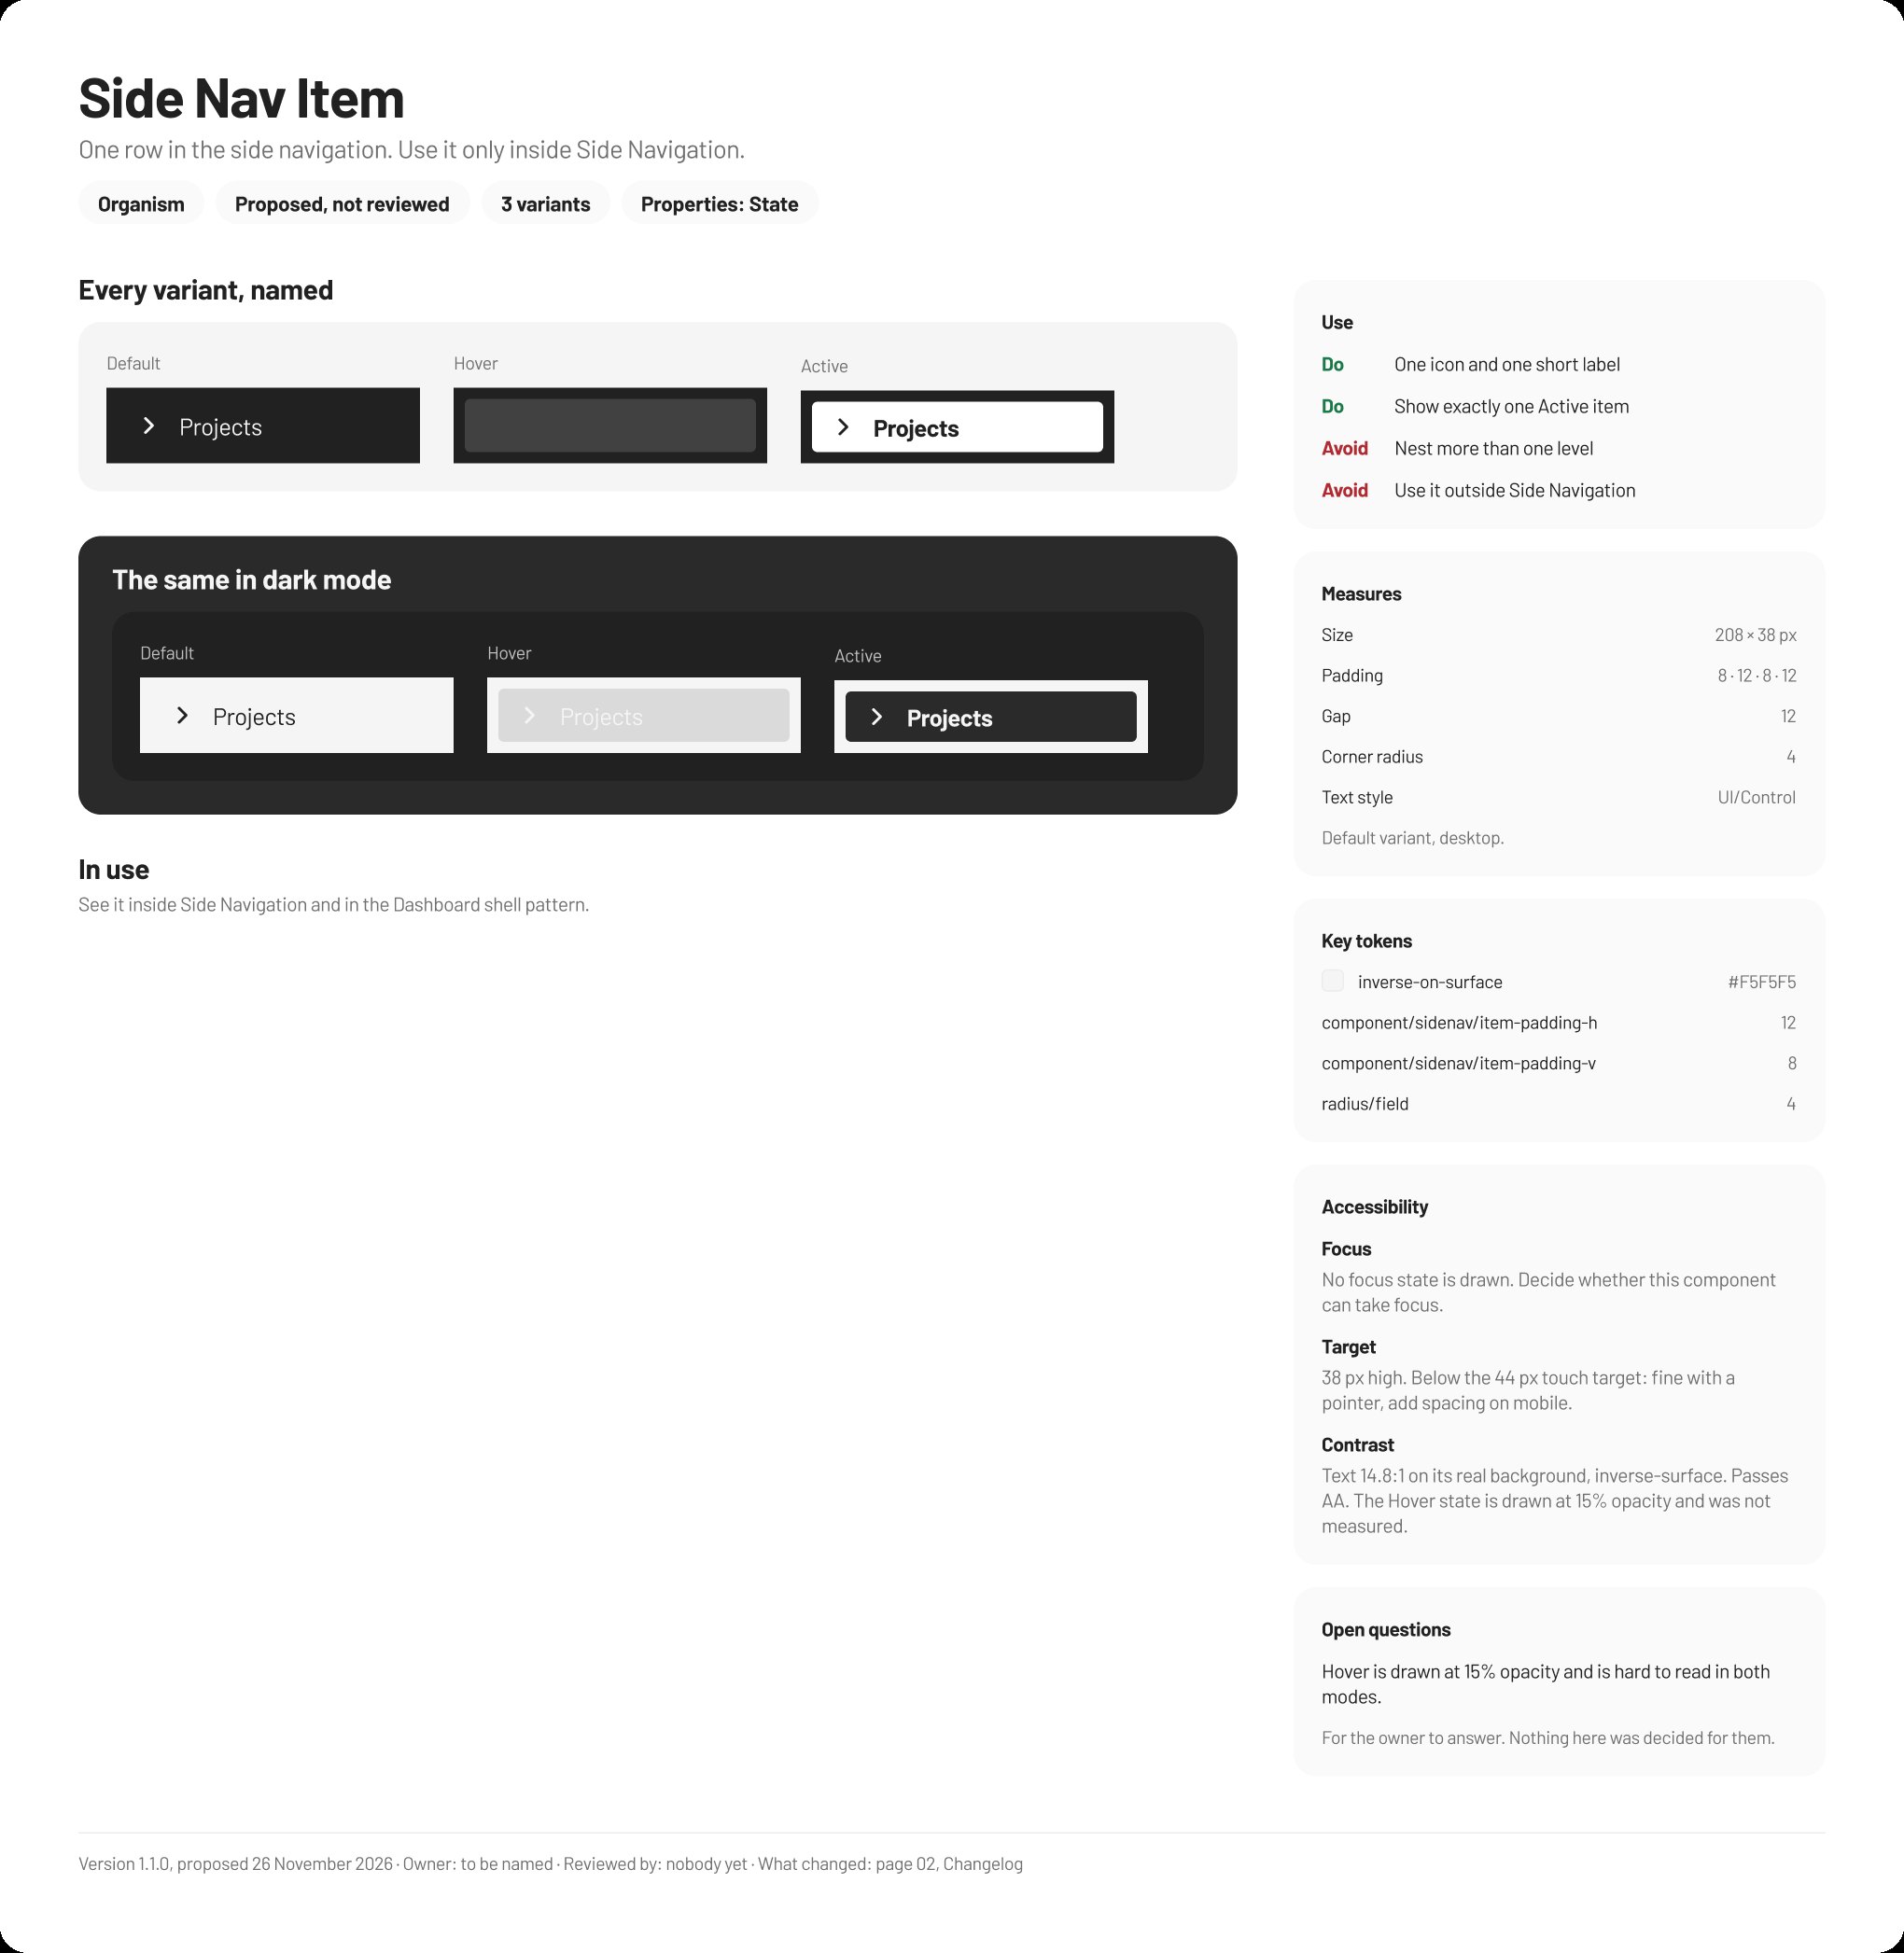 Side Nav Item
One row in the side navigation. Use it only inside Side Navigation.
Organism
Proposed, not reviewed
3 variants
Properties: State
Every variant, named
Default
Hover
Active
Projects
Projects
The same in dark mode
Default
Hover
Active
Projects
Projects
Projects
In use
See it inside Side Navigation and in the Dashboard shell pattern.
Use
Do One icon and one short label
Do Show exactly one Active item
Avoid Nest more than one level
Avoid Use it outside Side Navigation
Measures
Size 208 × 38 px
Padding 8 · 12 · 8 · 12
Gap 12
Corner radius 4
Text style UI/Control
Default variant, desktop.
Key tokens
inverse-on-surface #F5F5F5
component/sidenav/item-padding-h 12
component/sidenav/item-padding-v 8
radius/field 4
Accessibility
Focus
No focus state is drawn. Decide whether this component
can take focus.
Target
38 px high. Below the 44 px touch target: fine with a
pointer, add spacing on mobile.
Contrast
Text 14.8:1 on its real background, inverse-surface. Passes
AA. The Hover state is drawn at 15% opacity and was not
measured.
Open questions
Hover is drawn at 15% opacity and is hard to read in both
modes.
For the owner to answer. Nothing here was decided for them.
Version 1.1.0, proposed 26 November 2026 · Owner: to be named · Reviewed by: nobody yet · What changed: page 02, Changelog